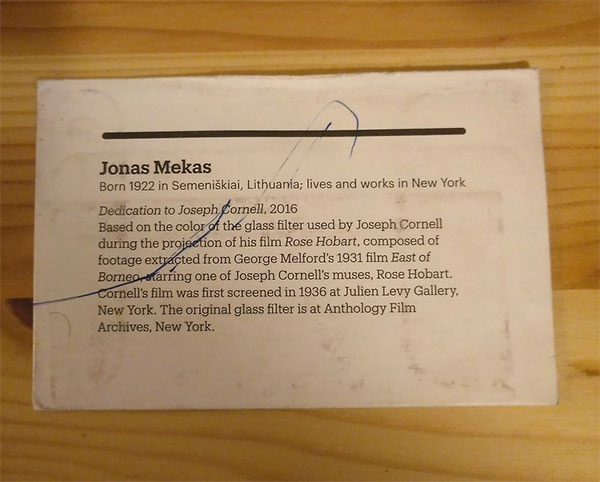 Jonas Mekas
Born 1922 in Semeniškiai, Lithuania; lives and works in New York
Dedication to Joseph Cornell, 2016
Based on the color of the glass filter used by Joseph Cornell
during the projection of his film Rose Hobart, composed of
footage extracted from George Melford's 1931 film East of
Borneo, starring one of Joseph Cornell's muses, Rose Hobart.
Cornell's film was first screened in 1936 at Julien Levy Gallery,
New York. The original glass filter is at Anthology Film
Archives, New York.